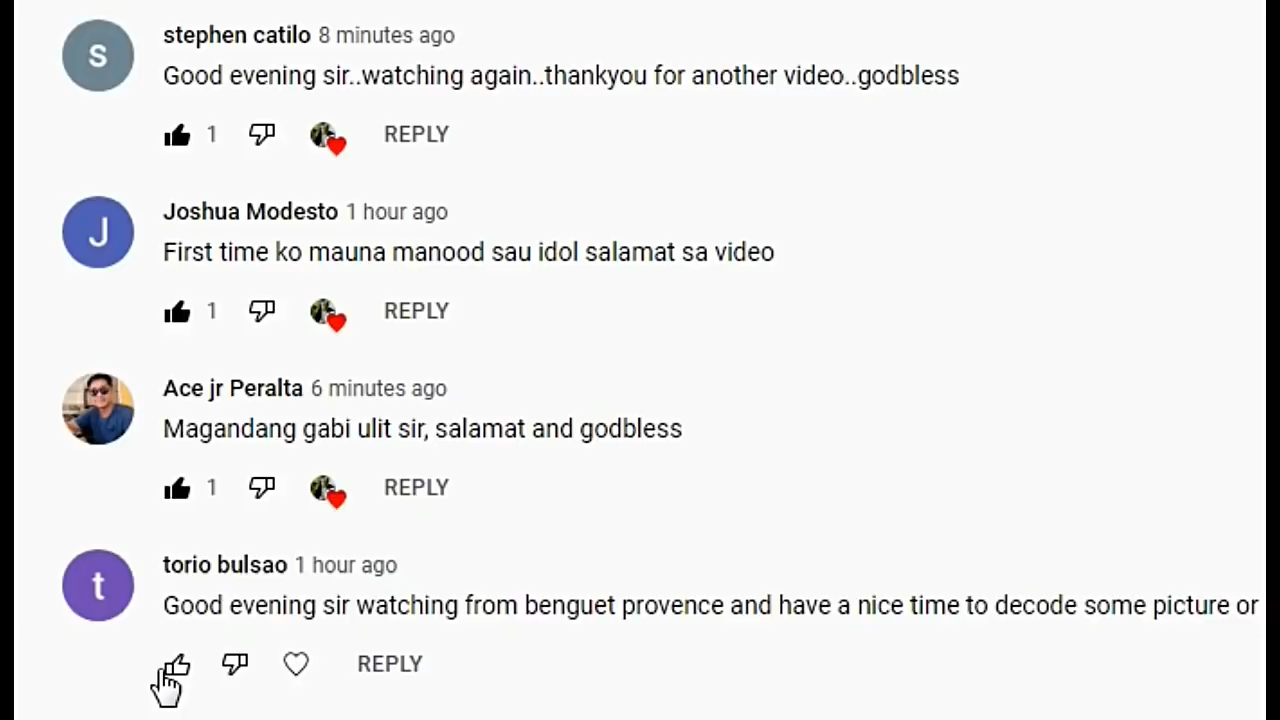 S
stephen catilo 8 minutes ago
Good evening sir..watching again..thankyou for another video..godbless
1 REPLY
J
Joshua Modesto 1 hour ago
First time ko mauna manood sau idol salamat sa video
1 REPLY
Ace jr Peralta 6 minutes ago
Magandang gabi ulit sir, salamat and godbless
1 REPLY
t
torio bulsao 1 hour ago
Good evening sir watching from benguet provence and have a nice time to decode some picture or
REPLY